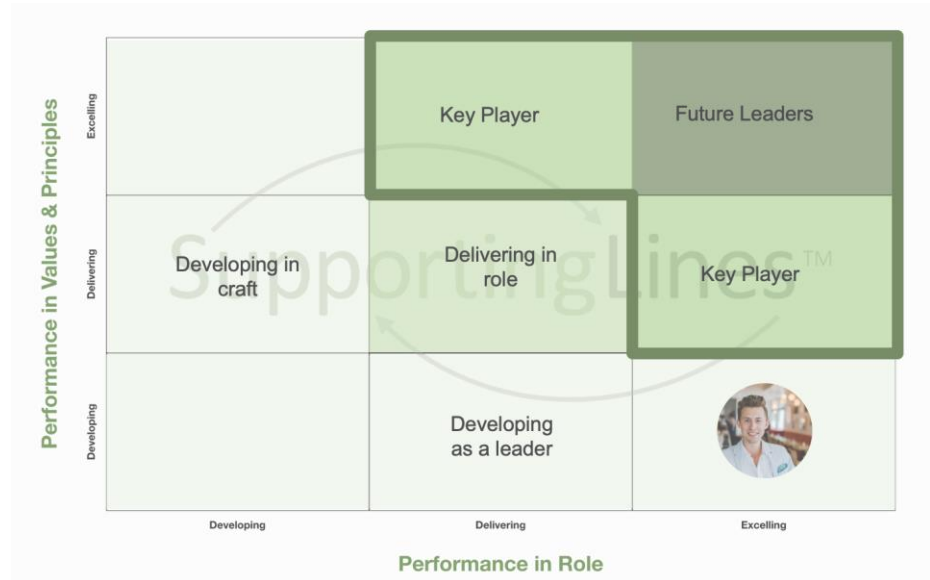 Performance in Values & Principles
Excelling
Key Player
Future Leaders
Delivering
Developing in
craft
Delivering in
role
Key Player
SupportingLines™
Developing
Developing
as a leader
Developing
Delivering
Excelling
Performance in Role